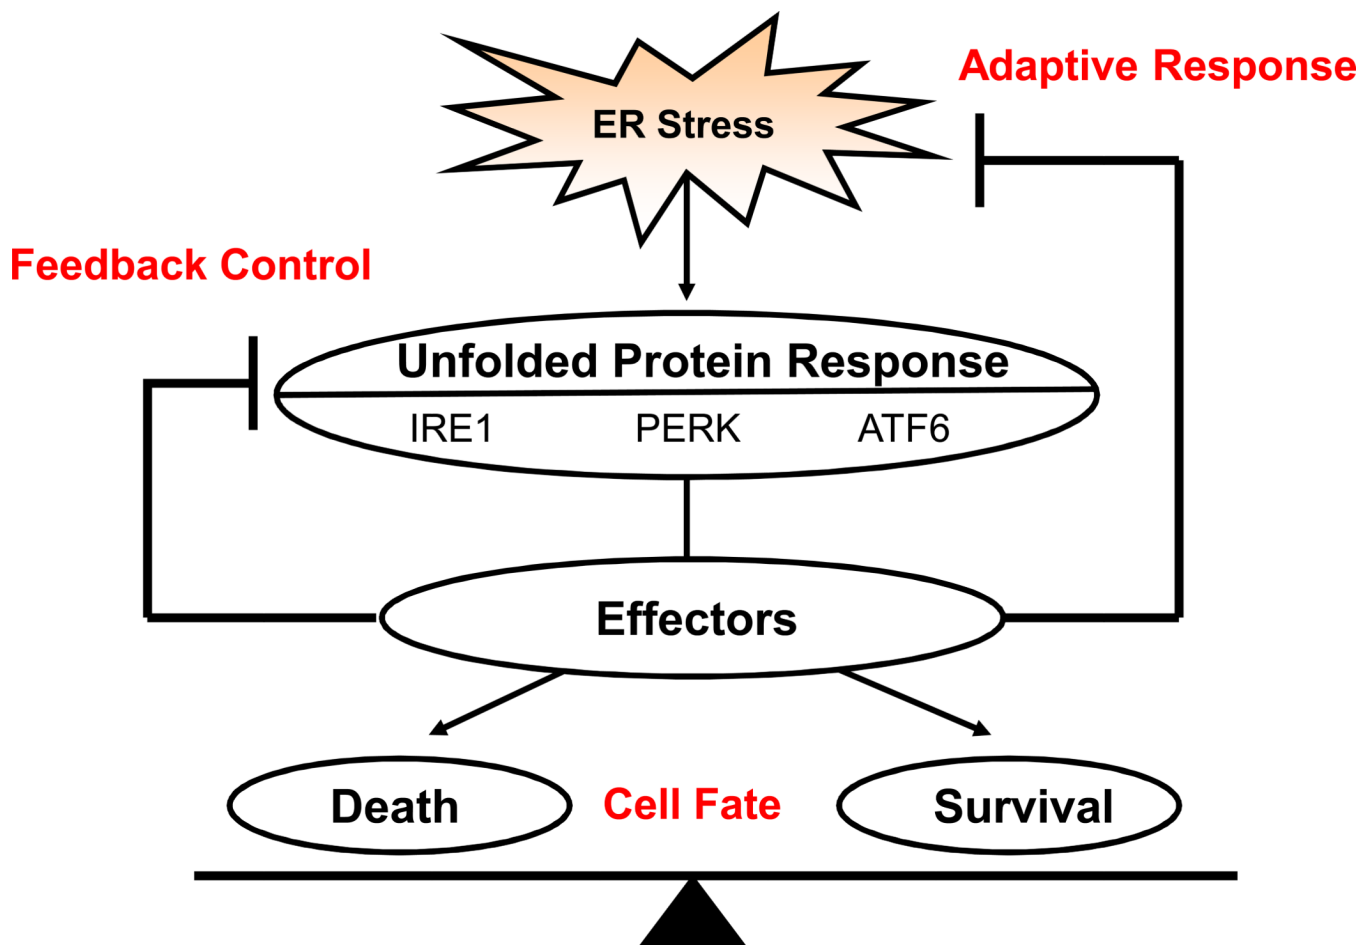 Adaptive Response
ER Stress
Feedback Control
Unfolded Protein Response
IRE1 PERK ATF6
Effectors
Death Cell Fate Survival